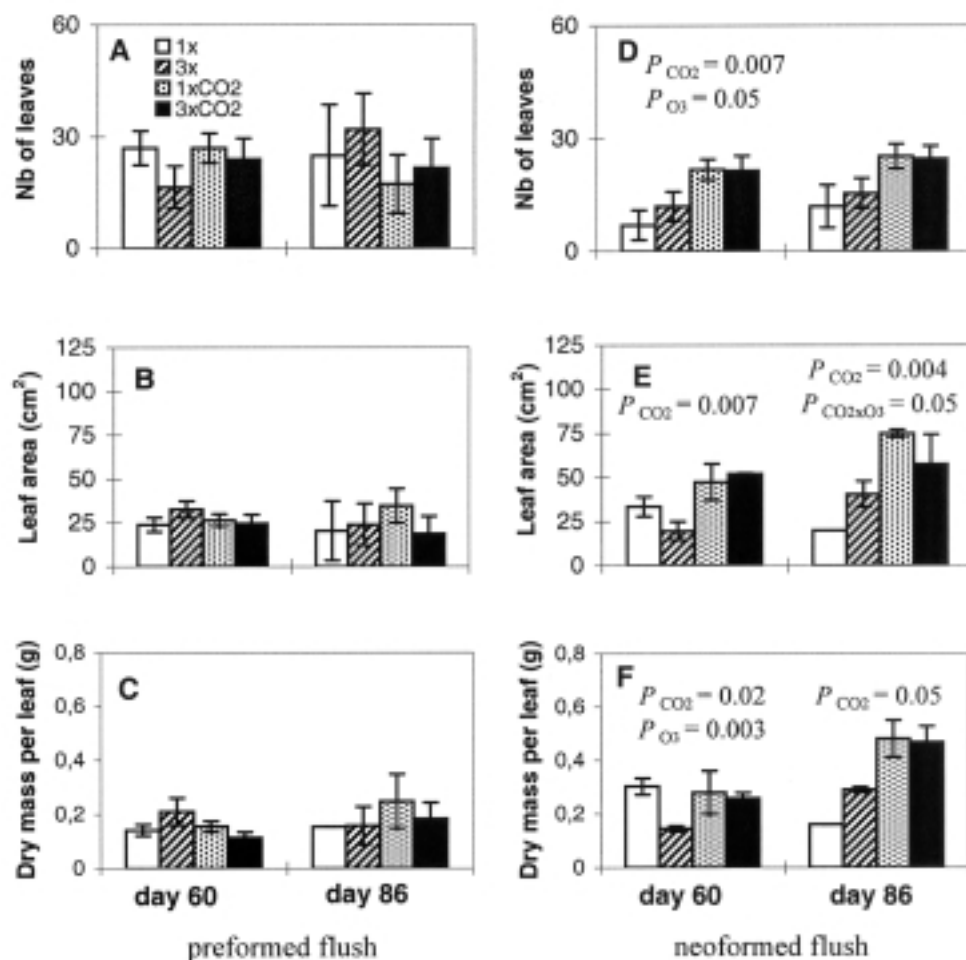 60
30
0
Nb of leaves
A
1x
3x
1xCO2
3xCO2
60
30
0
Nb of leaves
D
P CO2 = 0.007
P O3 = 0.05
125
100
75
50
25
0
Leaf area (cm²)
B
125
100
75
50
25
0
Leaf area (cm²)
E
P CO2 = 0.007
P CO2 = 0.004
P CO2xO3 = 0.05
0,8
0,6
0,4
0,2
0
Dry mass per leaf (g)
C
day 60
day 86
preformed flush
0,8
0,6
0,4
0,2
0
Dry mass per leaf (g)
F
P CO2 = 0.02
P O3 = 0.003
P CO2 = 0.05
day 60
day 86
neoformed flush